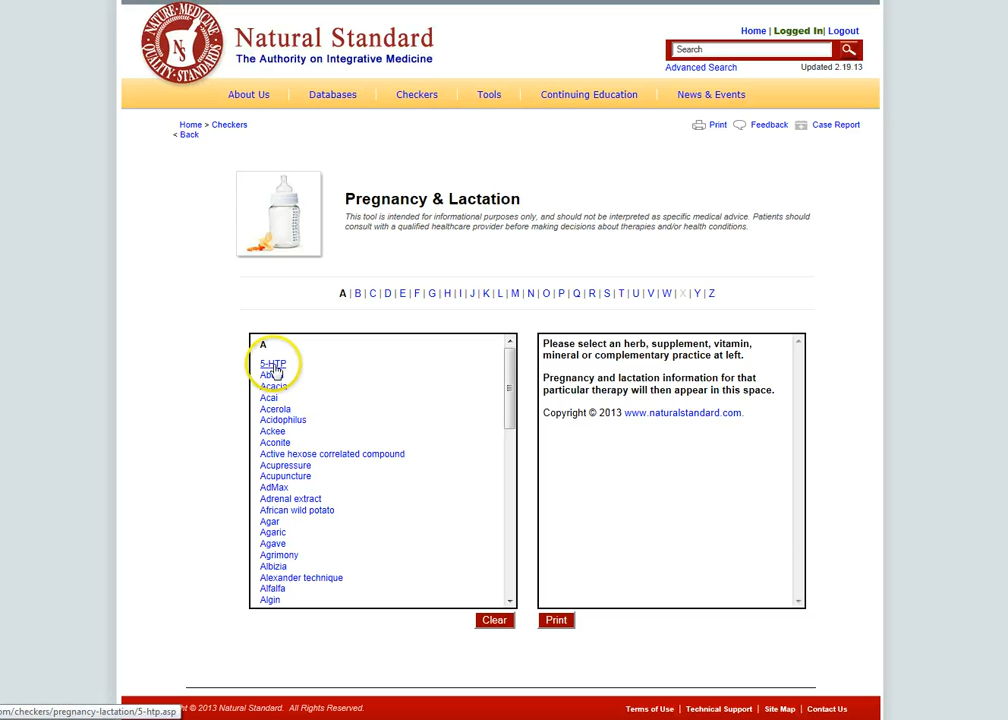 NATURE·MEDICINE
NS
QUALITY·STANDARDS
Natural Standard
The Authority on Integrative Medicine
Home | Logged In| Logout
Search
Advanced Search
Updated 2.19.13
About Us
Databases
Checkers
Tools
Continuing Education
News & Events
Home > Checkers
< Back
Print
Feedback
Case Report
Pregnancy & Lactation
This tool is intended for informational purposes only, and should not be interpreted as specific medical advice. Patients should
consult with a qualified healthcare provider before making decisions about therapies and/or health conditions.
A | B | C | D | E | F | G | H | I | J | K | L | M | N | O | P | Q | R | S | T | U | V | W | X | Y | Z
A
5-HTP
Acacia
Acai
Acerola
Acidophilus
Ackee
Aconite
Active hexose correlated compound
Acupressure
Acupuncture
AdMax
Adrenal extract
African wild potato
Agar
Agaric
Agave
Agrimony
Albizia
Alexander technique
Alfalfa
Algin
Clear
Please select an herb, supplement, vitamin,
mineral or complementary practice at left.
Pregnancy and lactation information for that
particular therapy will then appear in this space.
Copyright © 2013 www.naturalstandard.com.
Print
© 2013 Natural Standard. All Rights Reserved.
Terms of Use | Technical Support | Site Map | Contact Us
om/checkers/pregnancy-lactation/5-htp.asp